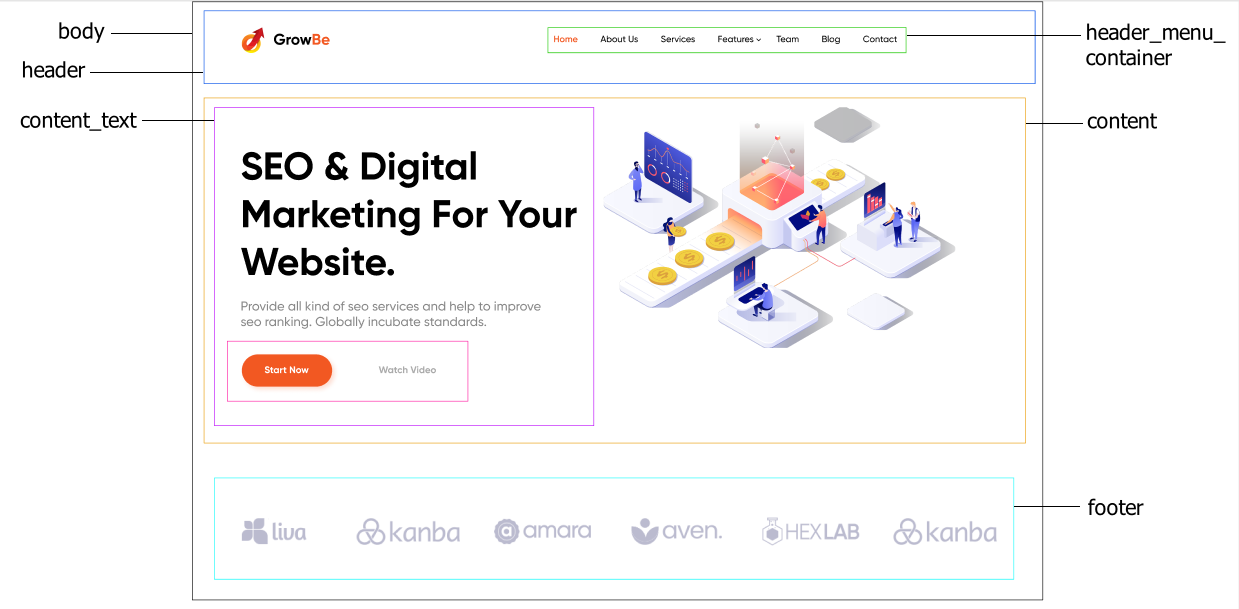 body
header
content_text
header_menu_
container
content
footer
GrowBe
Home About Us Services Features Team Blog Contact
SEO & Digital
Marketing For Your
Website.
Provide all kind of seo services and help to improve
seo ranking. Globally incubate standards.
Start Now Watch Video
liva kanba amara aven. HEXLAB kanba